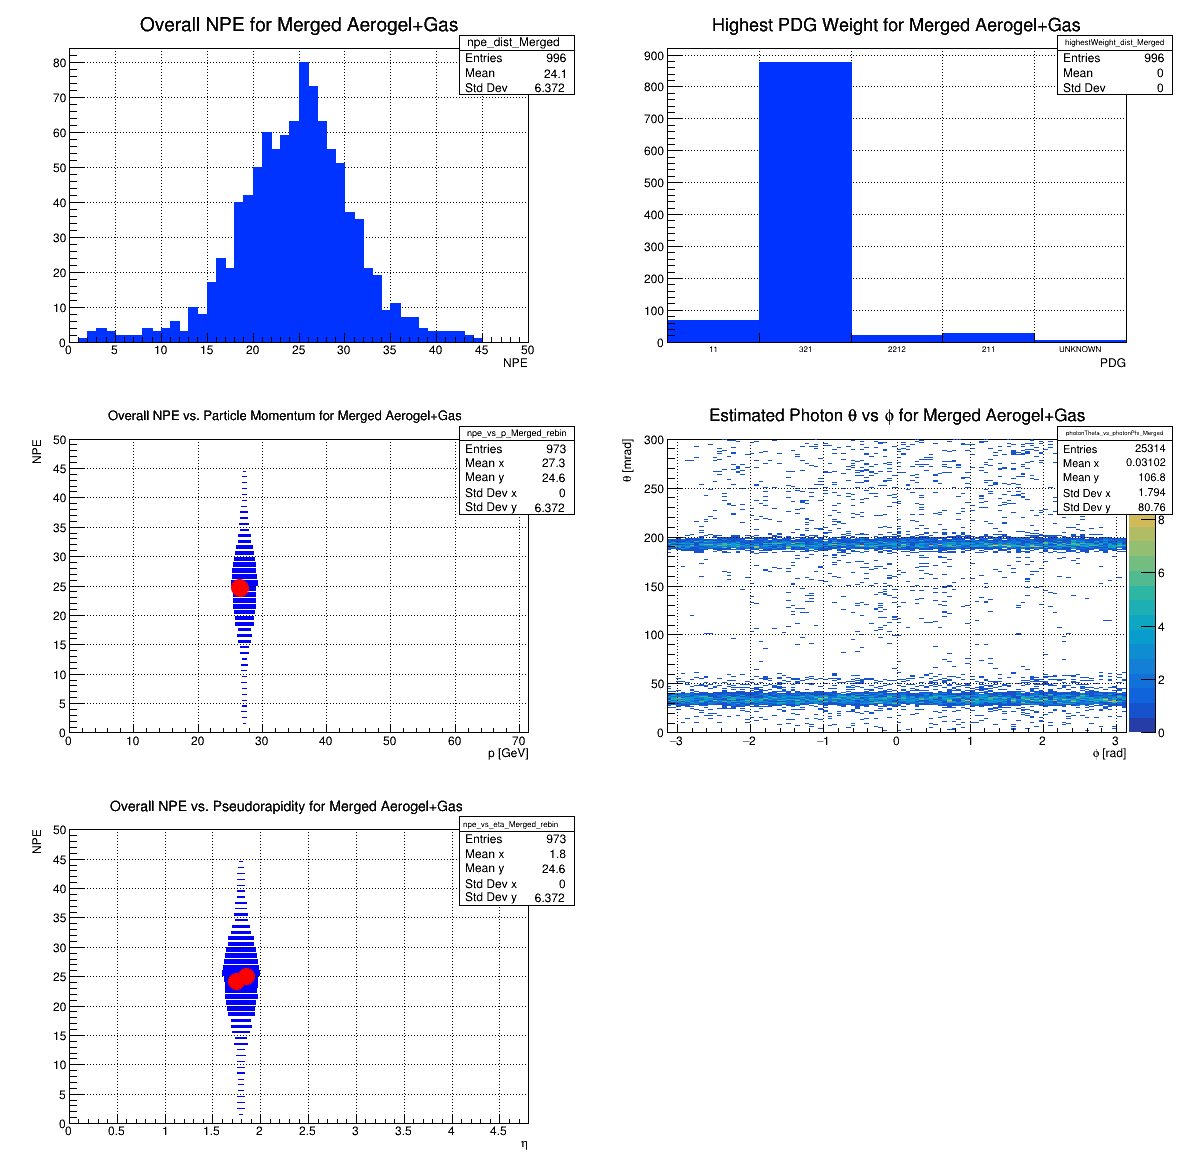 Overall NPE for Merged Aerogel+Gas
npe_dist_Merged
Entries 996
Mean 24.1
Std Dev 6.372
80
70
60
50
40
30
20
10
0
0 5 10 15 20 25 30 35 40 45 50
NPE
Highest PDG Weight for Merged Aerogel+Gas
highestWeight_dist_Merged
Entries 996
Mean 0
Std Dev 0
900
800
700
600
500
400
300
200
100
0
11 321 2212 211 UNKNOWN
PDG
Overall NPE vs. Particle Momentum for Merged Aerogel+Gas
npe_vs_p_Merged_rebin
Entries 973
Mean x 27.3
Mean y 24.6
Std Dev x 0
Std Dev y 6.372
NPE
50
45
40
35
30
25
20
15
10
5
0
0 10 20 30 40 50 60 70
p [GeV]
Estimated Photon θ vs ϕ for Merged Aerogel+Gas
photonTheta_vs_photonPhi_Merged
Entries 25314
Mean x 0.03102
Mean y 106.8
Std Dev x 1.794
Std Dev y 80.76
θ [mrad]
300
250
200
150
100
50
0
−3 −2 −1 0 1 2 3
ϕ [rad]
8
6
4
2
0
Overall NPE vs. Pseudorapidity for Merged Aerogel+Gas
npe_vs_eta_Merged_rebin
Entries 973
Mean x 1.8
Mean y 24.6
Std Dev x 0
Std Dev y 6.372
NPE
50
45
40
35
30
25
20
15
10
5
0
0 0.5 1 1.5 2 2.5 3 3.5 4 4.5
η